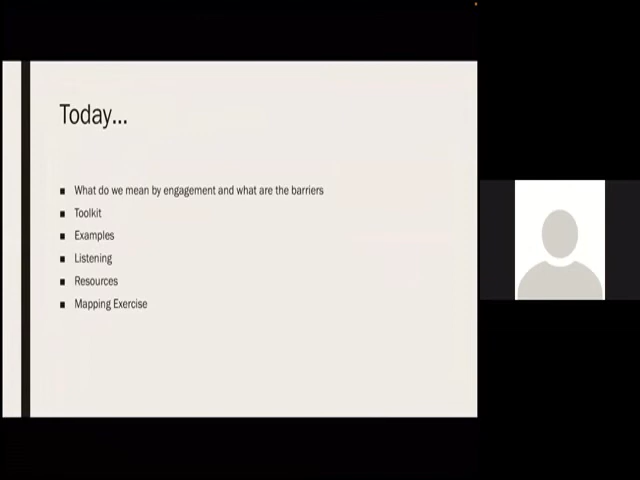 Today...
What do we mean by engagement and what are the barriers
Toolkit
Examples
Listening
Resources
Mapping Exercise